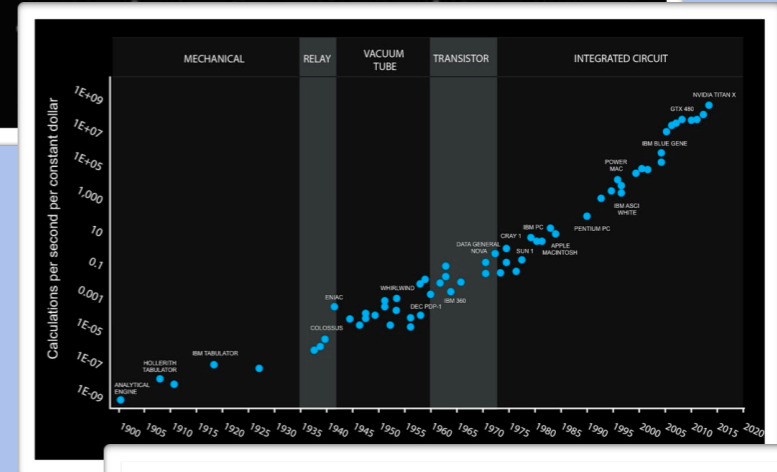 MECHANICAL
RELAY
VACUUM
TUBE
TRANSISTOR
INTEGRATED CIRCUIT
Calculations per second per constant dollar
1E+09
1E+07
1E+05
1,000
10
0.1
0.001
1E-05
1E-07
1E-09
NVIDIA TITAN X
GTX 480
IBM BLUE GENE
POWER
MAC
IBM ASCI
WHITE
PENTIUM PC
IBM PC
APPLE
MACINTOSH
CRAY 1
SUN 1
DATA GENERAL
NOVA
IBM 360
DEC PDP-1
WHIRLWIND
ENIAC
COLOSSUS
IBM TABULATOR
HOLLERITH
TABULATOR
ANALYTICAL
ENGINE
1900 1905 1910 1915 1920 1925 1930 1935 1940 1945 1950 1955 1960 1965 1970 1975 1980 1985 1990 1995 2000 2005 2010 2015 2020